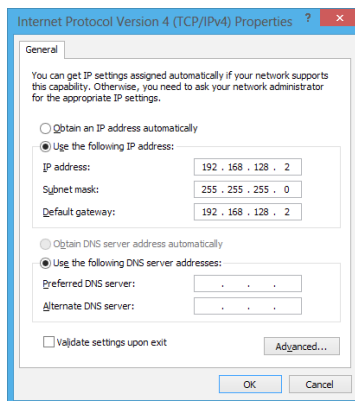 Internet Protocol Version 4 (TCP/IPv4) Properties ? ×
General
You can get IP settings assigned automatically if your network supports
this capability. Otherwise, you need to ask your network administrator
for the appropriate IP settings.
Obtain an IP address automatically
Use the following IP address:
IP address: 192 . 168 . 128 . 2
Subnet mask: 255 . 255 . 255 . 0
Default gateway: 192 . 168 . 128 . 2
Obtain DNS server address automatically
Use the following DNS server addresses:
Preferred DNS server: . . .
Alternate DNS server: . . .
Validate settings upon exit
Advanced...
OK Cancel